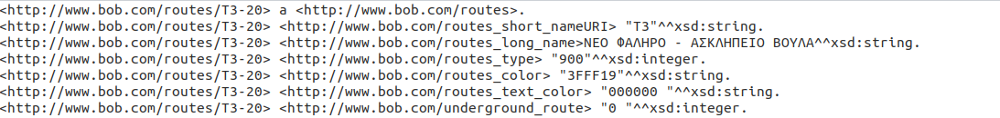 <http://www.bob.com/routes/T3-20> a <http://www.bob.com/routes>.
<http://www.bob.com/routes/T3-20> <http://www.bob.com/routes_short_nameURI> "T3"^^xsd:string.
<http://www.bob.com/routes/T3-20> <http://www.bob.com/routes_long_name>ΝΕΟ ΦΑΛΗΡΟ - ΑΣΚΛΗΠΕΙΟ ΒΟΥΛΑ^^xsd:string.
<http://www.bob.com/routes/T3-20> <http://www.bob.com/routes_type> "900"^^xsd:integer.
<http://www.bob.com/routes/T3-20> <http://www.bob.com/routes_color> "3FFF19"^^xsd:string.
<http://www.bob.com/routes/T3-20> <http://www.bob.com/routes_text_color> "000000 "^^xsd:string.
<http://www.bob.com/routes/T3-20> <http://www.bob.com/underground_route> "0 "^^xsd:integer.